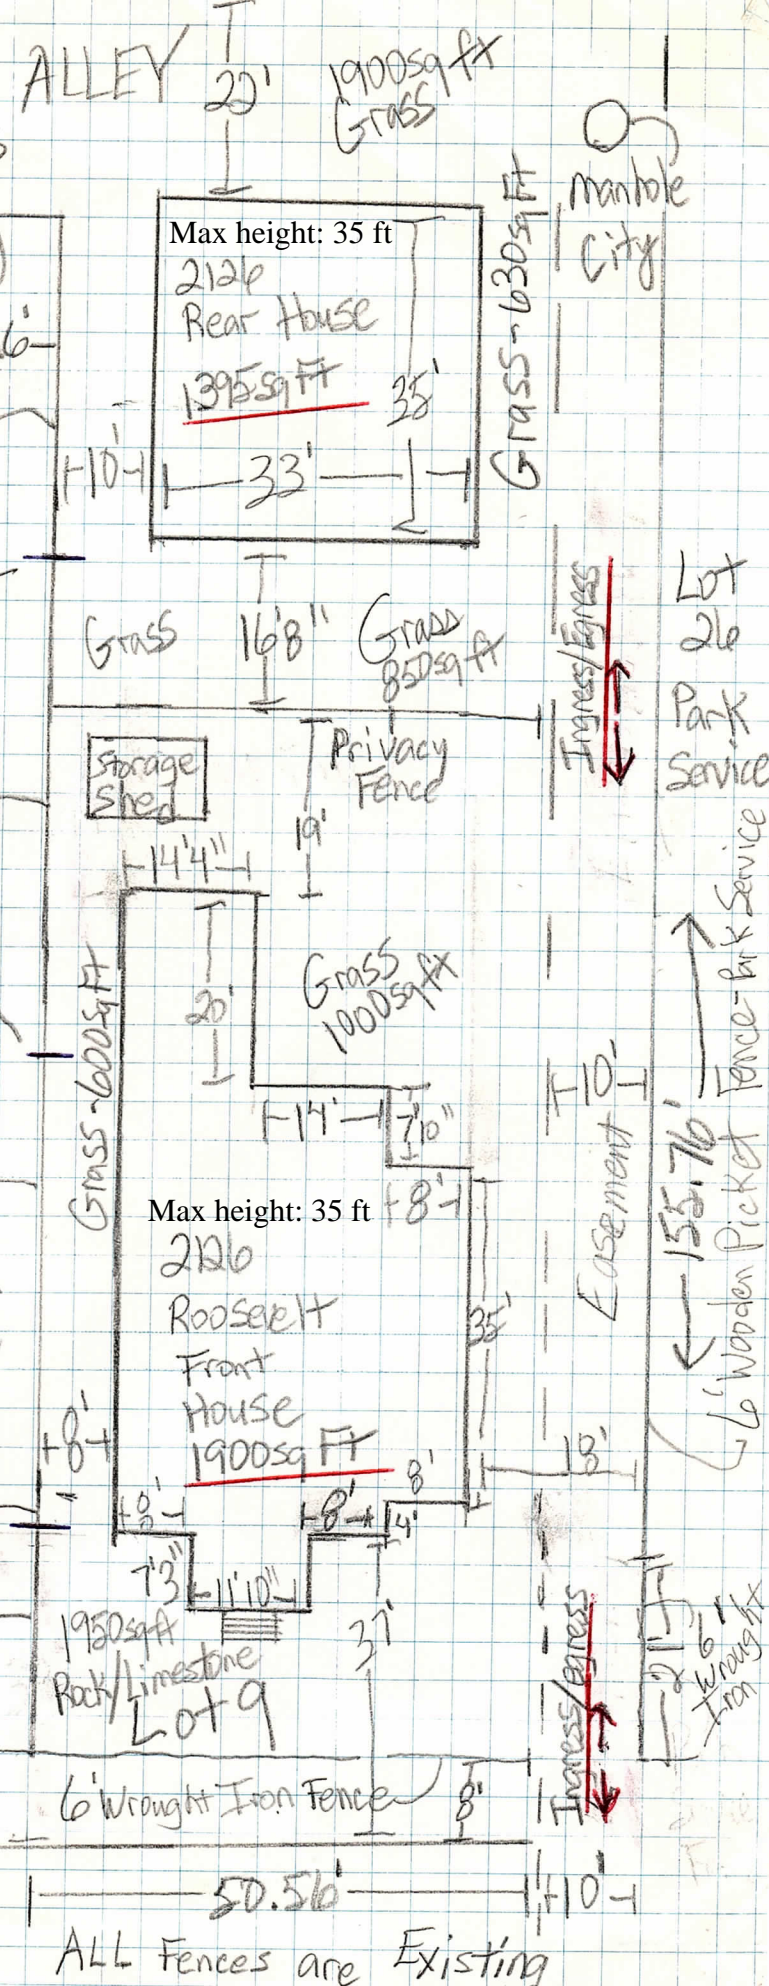 ALLEY
22'
1900sq ft
Grass
manhole
City
Max height: 35 ft
2126
Rear House
1395sq Ft
35'
33'
10'
6'
Grass-630sq Ft
Grass
16'8"
Grass
850sq ft
Ingress/Egress
Lot
26
Park
Service
Storage
Shed
Privacy
Fence
19'
14'4"
20'
Grass
1000sq ft
Grass-600sq Ft
14'
7'10"
8'
10'
Easement
155.76'
6' Wooden Picket Fence-Park Service
Max height: 35 ft
2126
Roosevelt
Front
House
1900sq Ft
35'
18'
8'
8'
8'
8'
4'
7'3"
11'10"
37'
21'
6'
Wrought
Iron
1950sqft
Rock/Limestone
Lot 9
Ingress/egress
6' Wrought Iron Fence
8'
50.56'
10'
ALL Fences are Existing